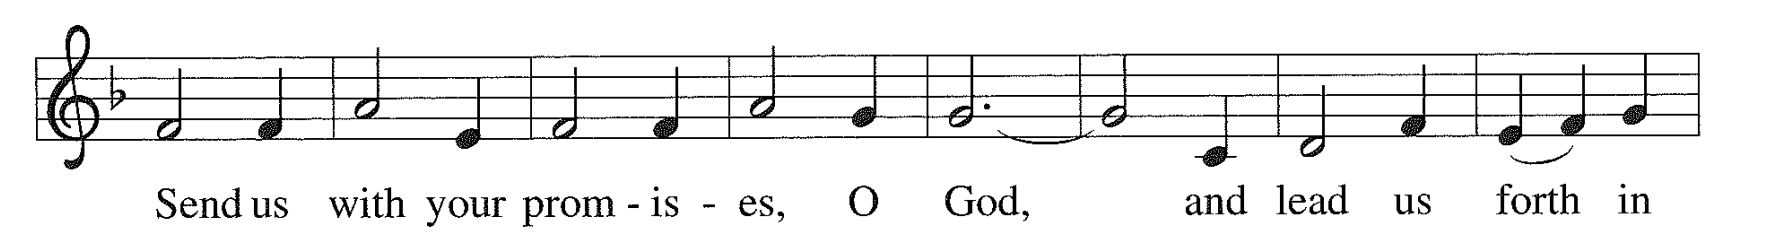 Send us with your prom - is - es, O God, and lead us forth in